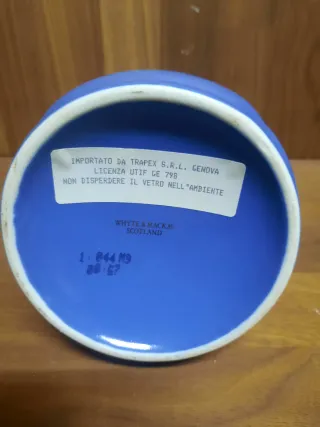 IMPORTATO DA TRAPEX S.R.L. GENOVA
LICENZA UTIF GE 798
NON DISPERDERE IL VETRO NELL'AMBIENTE
WHYTE & MACKAY
SCOTLAND